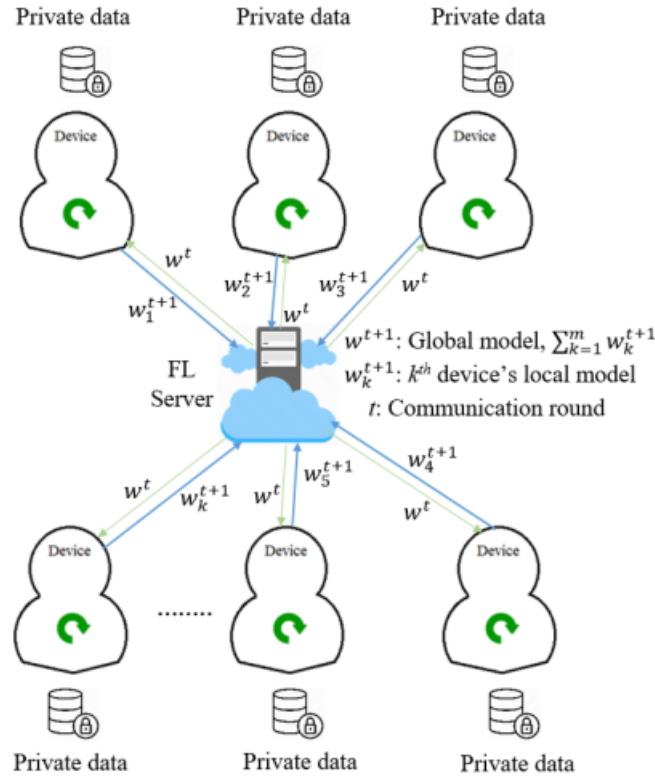 Private data
Private data
Private data
Device
Device
Device
w^t
w_1^{t+1}
w_2^{t+1}
w^t
w_3^{t+1}
w^t
FL
Server
w^{t+1}: Global model, \sum_{k=1}^{m} w_k^{t+1}
w_k^{t+1}: k^{th} device's local model
t: Communication round
w^t
w_k^{t+1}
w^t
w_5^{t+1}
w_4^{t+1}
w^t
Device
Device
Device
........
Private data
Private data
Private data